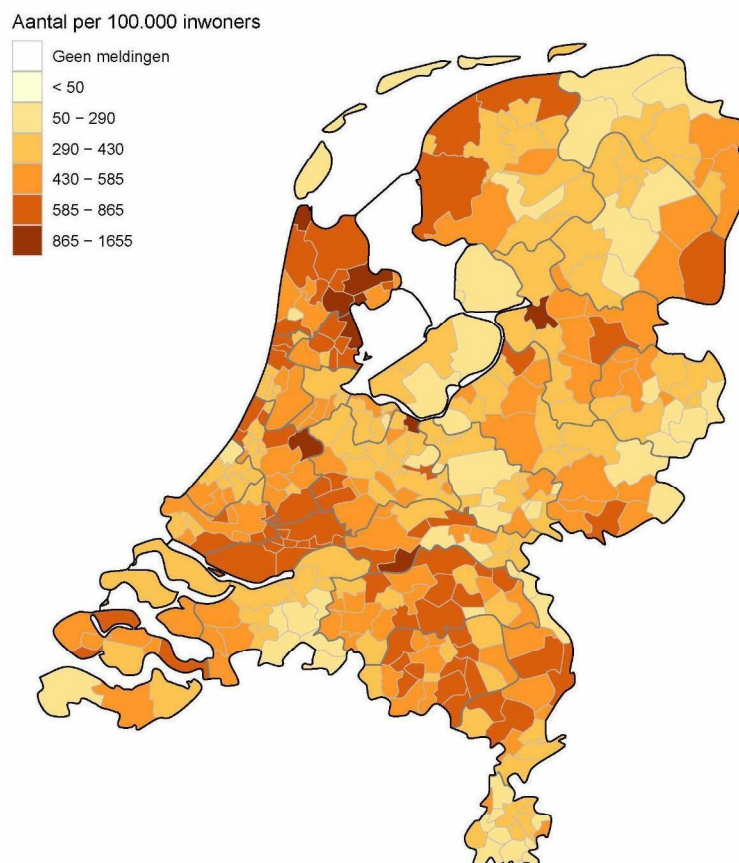 Aantal per 100.000 inwoners
Geen meldingen
< 50
50 − 290
290 − 430
430 − 585
585 − 865
865 − 1655